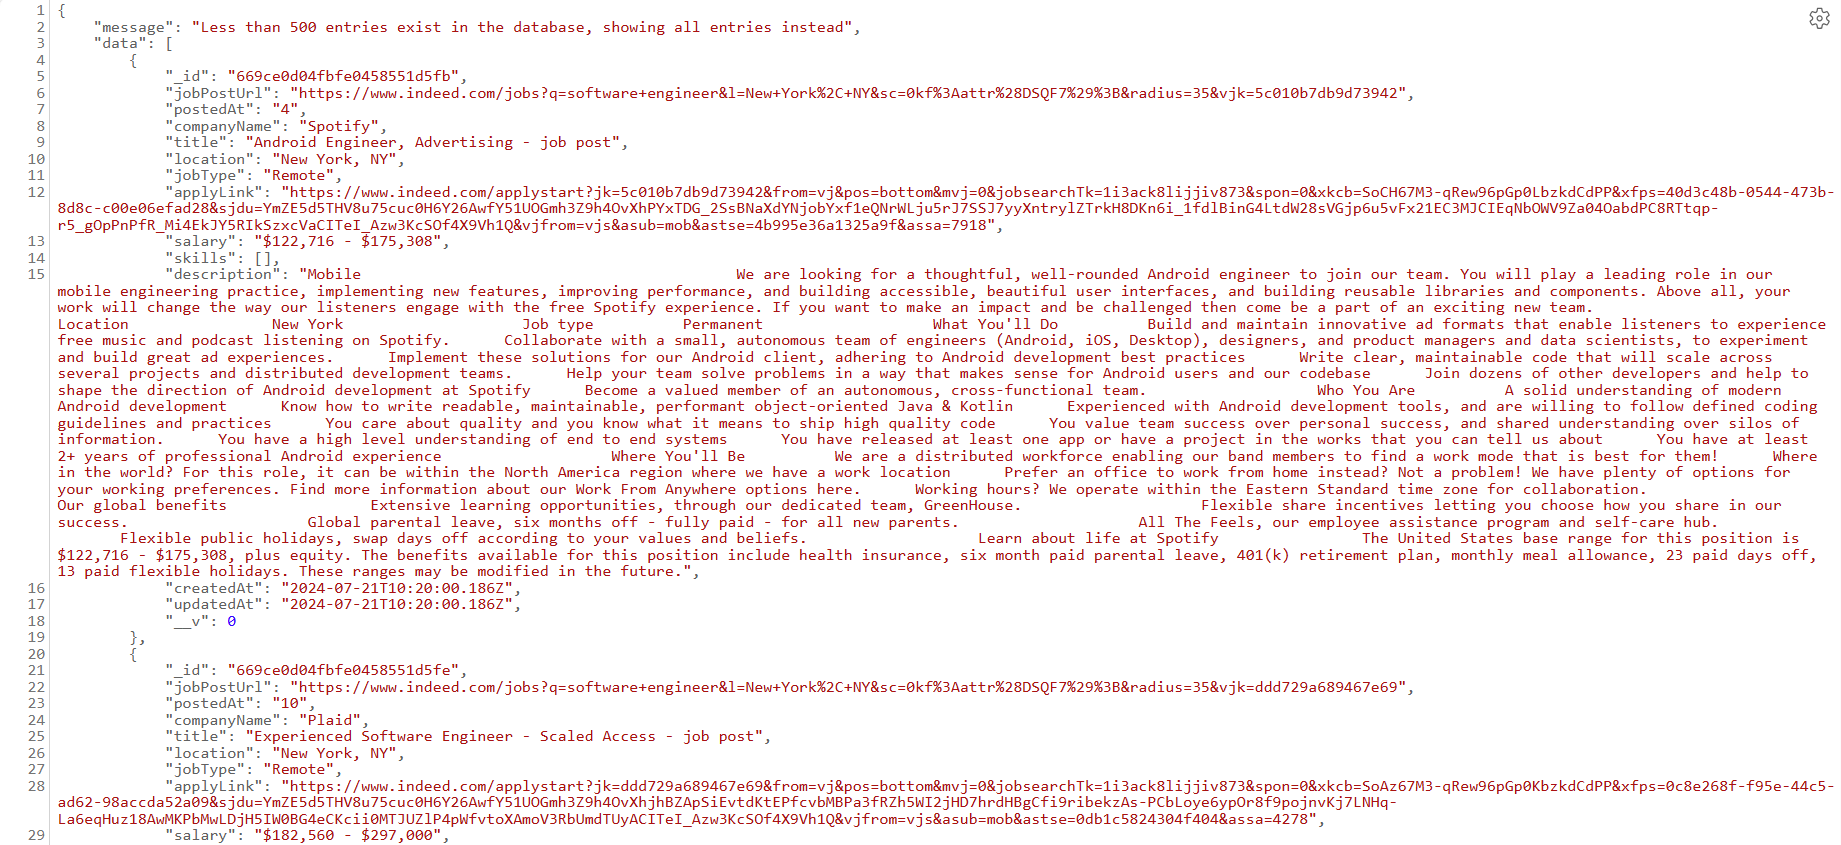 1 {
2 "message": "Less than 500 entries exist in the database, showing all entries instead",
3 "data": [
4 {
5 "_id": "669ce0d04fbfe0458551d5fb",
6 "jobPostUrl": "https://www.indeed.com/jobs?q=software+engineer&l=New+York%2C+NY&sc=0kf%3Aattr%28DSQF7%29%3B&radius=35&vjk=5c010b7db9d73942",
7 "postedAt": "4",
8 "companyName": "Spotify",
9 "title": "Android Engineer, Advertising - job post",
10 "location": "New York, NY",
11 "jobType": "Remote",
12 "applyLink": "https://www.indeed.com/applystart?jk=5c010b7db9d73942&from=vj&pos=bottom&mvj=0&jobsearchTk=1i3ack8lijjiv873&spon=0&xkcb=SoCH67M3-qRew96pGp0LbzkdCdPP&xfps=40d3c48b-0544-473b-
8d8c-c00e06efad28&sjdu=YmZE5d5THV8u75cuc0H6Y26AwfY51UOGmh3Z9h4OvXhPYxTDG_2SsBNaXdYNjobYxf1eQNrWLju5rJ7SSJ7yyXntrylZTrkH8DKn6i_1fdlBinG4LtdW28sVGjp6u5vFx21EC3MJCIEqNbOWV9Za04OabdPC8RTtqp-
r5_gOpPnPfR_Mi4EkJY5RIkSzxcVaCITeI_Azw3KcSOf4X9Vh1Q&vjfrom=vjs&asub=mob&astse=4b995e36a1325a9f&assa=7918",
13 "salary": "$122,716 - $175,308",
14 "skills": [],
15 "description": "Mobile We are looking for a thoughtful, well-rounded Android engineer to join our team. You will play a leading role in our
mobile engineering practice, implementing new features, improving performance, and building accessible, beautiful user interfaces, and building reusable libraries and components. Above all, your
work will change the way our listeners engage with the free Spotify experience. If you want to make an impact and be challenged then come be a part of an exciting new team.
Location New York Job type Permanent What You'll Do Build and maintain innovative ad formats that enable listeners to experience
free music and podcast listening on Spotify. Collaborate with a small, autonomous team of engineers (Android, iOS, Desktop), designers, and product managers and data scientists, to experiment
and build great ad experiences. Implement these solutions for our Android client, adhering to Android development best practices Write clear, maintainable code that will scale across
several projects and distributed development teams. Help your team solve problems in a way that makes sense for Android users and our codebase Join dozens of other developers and help to
shape the direction of Android development at Spotify Become a valued member of an autonomous, cross-functional team. Who You Are A solid understanding of modern
Android development Know how to write readable, maintainable, performant object-oriented Java & Kotlin Experienced with Android development tools, and are willing to follow defined coding
guidelines and practices You care about quality and you know what it means to ship high quality code You value team success over personal success, and shared understanding over silos of
information. You have a high level understanding of end to end systems You have released at least one app or have a project in the works that you can tell us about You have at least
2+ years of professional Android experience Where You'll Be We are a distributed workforce enabling our band members to find a work mode that is best for them! Where
in the world? For this role, it can be within the North America region where we have a work location Prefer an office to work from home instead? Not a problem! We have plenty of options for
your working preferences. Find more information about our Work From Anywhere options here. Working hours? We operate within the Eastern Standard time zone for collaboration.
Our global benefits Extensive learning opportunities, through our dedicated team, GreenHouse. Flexible share incentives letting you choose how you share in our
success. Global parental leave, six months off - fully paid - for all new parents. All The Feels, our employee assistance program and self-care hub.
Flexible public holidays, swap days off according to your values and beliefs. Learn about life at Spotify The United States base range for this position is
$122,716 - $175,308, plus equity. The benefits available for this position include health insurance, six month paid parental leave, 401(k) retirement plan, monthly meal allowance, 23 paid days off,
13 paid flexible holidays. These ranges may be modified in the future.",
16 "createdAt": "2024-07-21T10:20:00.186Z",
17 "updatedAt": "2024-07-21T10:20:00.186Z",
18 "__v": 0
19 },
20 {
21 "_id": "669ce0d04fbfe0458551d5fe",
22 "jobPostUrl": "https://www.indeed.com/jobs?q=software+engineer&l=New+York%2C+NY&sc=0kf%3Aattr%28DSQF7%29%3B&radius=35&vjk=ddd729a689467e69",
23 "postedAt": "10",
24 "companyName": "Plaid",
25 "title": "Experienced Software Engineer - Scaled Access - job post",
26 "location": "New York, NY",
27 "jobType": "Remote",
28 "applyLink": "https://www.indeed.com/applystart?jk=ddd729a689467e69&from=vj&pos=bottom&mvj=0&jobsearchTk=1i3ack8lijjiv873&spon=0&xkcb=SoAz67M3-qRew96pGp0KbzkdCdPP&xfps=0c8e268f-f95e-44c5-
ad62-98accda52a09&sjdu=YmZE5d5THV8u75cuc0H6Y26AwfY51UOGmh3Z9h4OvXhjhBZApSiEvtdKtEPfcvbMBPa3fRZh5WI2jHD7hrdHBgCfi9ribekzAs-PCbLoye6ypOr8f9pojnvKj7LNHq-
La6eqHuz18AwMKPbMwLDjH5IW0BG4eCKcii0MTJUZlP4pWfvtoXAmoV3RbUmdTUyACITeI_Azw3KcSOf4X9Vh1Q&vjfrom=vjs&asub=mob&astse=0db1c5824304f404&assa=4278",
29 "salary": "$182,560 - $297,000",